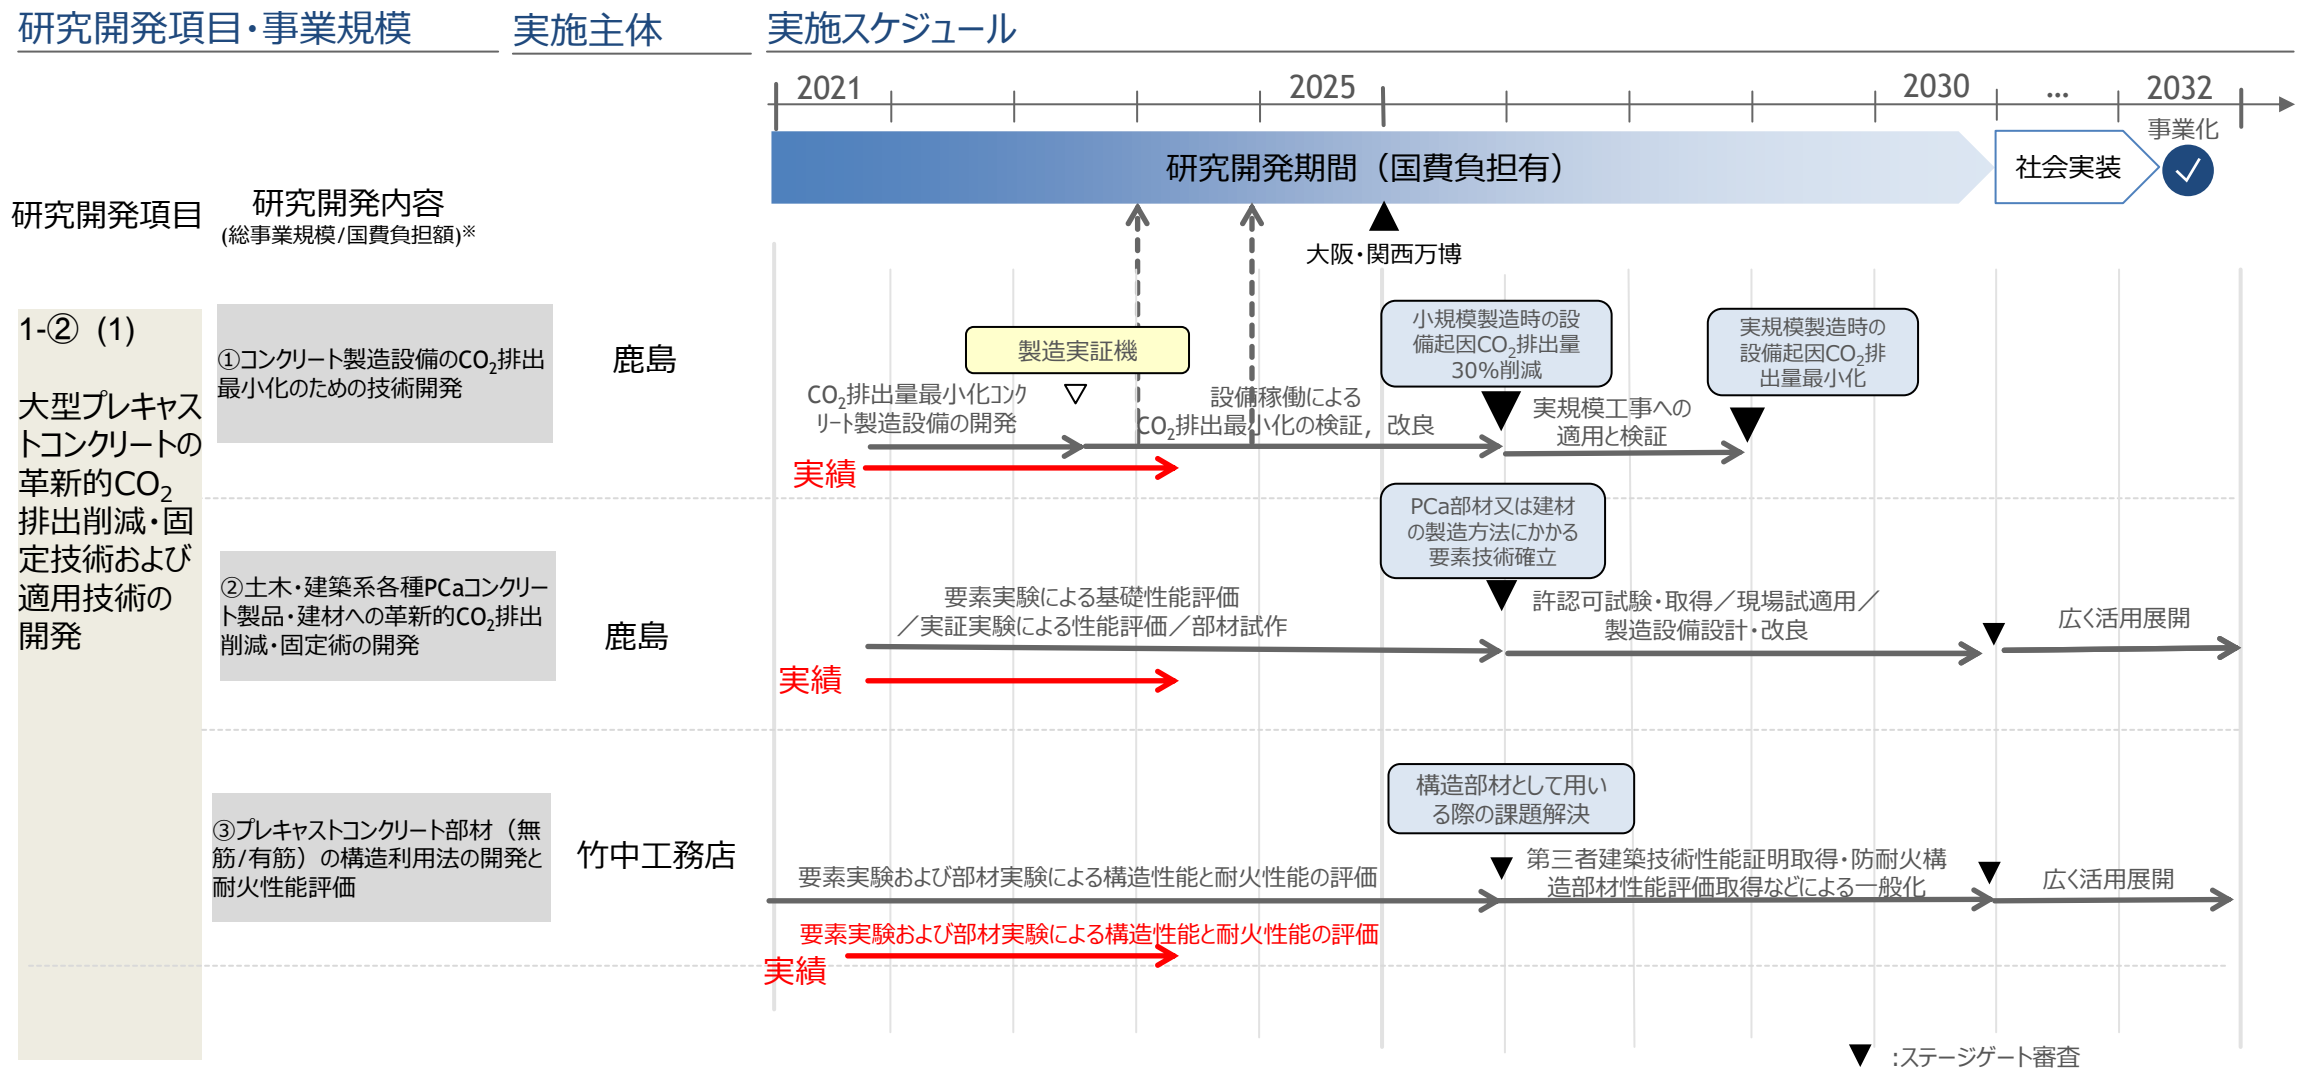 研究開発項目・事業規模
実施主体
実施スケジュール
2021
2025
2030
...
2032
事業化
研究開発期間（国費負担有）
社会実装
研究開発項目
研究開発内容
(総事業規模/国費負担額)※
大阪・関西万博
1-② (1)
大型プレキャス
トコンクリートの
革新的CO2
排出削減・固
定技術および
適用技術の
開発
①コンクリート製造設備のCO2排出
最小化のための技術開発
鹿島
製造実証機
小規模製造時の設
備起因CO2排出量
30%削減
実規模製造時の
設備起因CO2排
出量最小化
CO2排出量最小化ｺﾝｸ
ﾘｰﾄ製造設備の開発
設備稼働による
CO2排出最小化の検証，改良
実規模工事への
適用と検証
実績
②土木・建築系各種PCaコンクリー
ト製品・建材への革新的CO2排出
削減・固定術の開発
鹿島
PCa部材又は建材
の製造方法にかかる
要素技術確立
要素実験による基礎性能評価
／実証実験による性能評価／部材試作
許認可試験・取得／現場試適用／
製造設備設計・改良
広く活用展開
実績
③プレキャストコンクリート部材（無
筋/有筋）の構造利用法の開発と
耐火性能評価
竹中工務店
構造部材として用い
る際の課題解決
要素実験および部材実験による構造性能と耐火性能の評価
第三者建築技術性能証明取得・防耐火構
造部材性能評価取得などによる一般化
広く活用展開
要素実験および部材実験による構造性能と耐火性能の評価
実績
▼ :ステージゲート審査